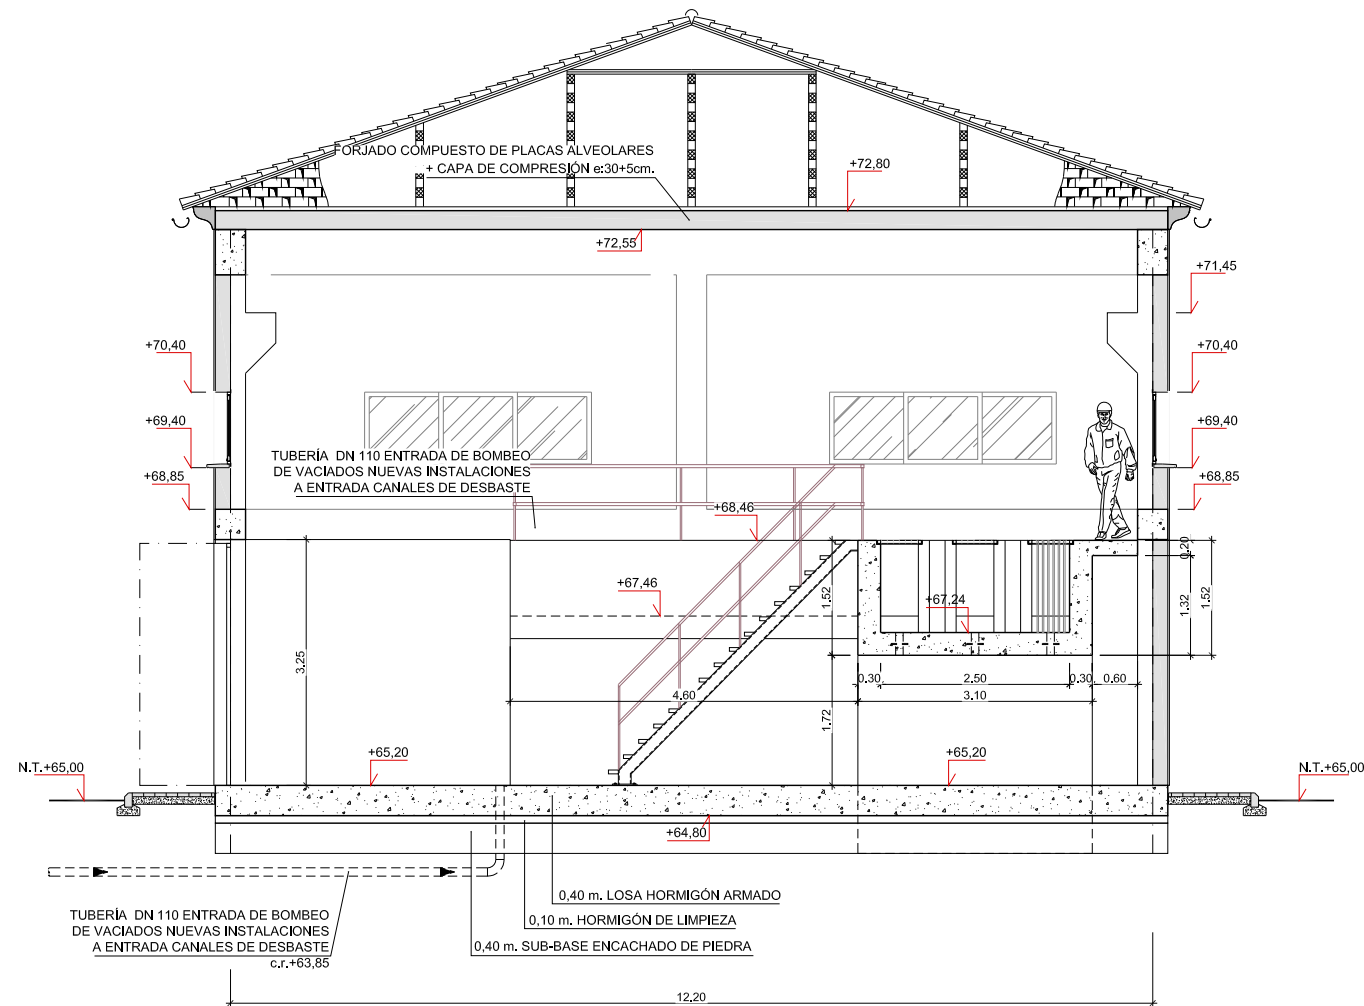 FORJADO COMPUESTO DE PLACAS ALVEOLARES
+ CAPA DE COMPRESIÓN e:30+5cm.
+72,80
+72,55
+71,45
+70,40
+70,40
+69,40
+69,40
TUBERÍA DN 110 ENTRADA DE BOMBEO
DE VACIADOS NUEVAS INSTALACIONES
A ENTRADA CANALES DE DESBASTE
+68,85
+68,85
+68,46
0.20
+67,46
+67,24
1.52
1.32
1.52
3,25
0.30
2.50
0.30
0.60
4.60
3.10
1.72
+65,20
+65,20
N.T.+65,00
N.T.+65,00
+64,80
0,40 m. LOSA HORMIGÓN ARMADO
0,10 m. HORMIGÓN DE LIMPIEZA
0,40 m. SUB-BASE ENCACHADO DE PIEDRA
TUBERÍA DN 110 ENTRADA DE BOMBEO
DE VACIADOS NUEVAS INSTALACIONES
A ENTRADA CANALES DE DESBASTE
c.r.+63,85
12,20